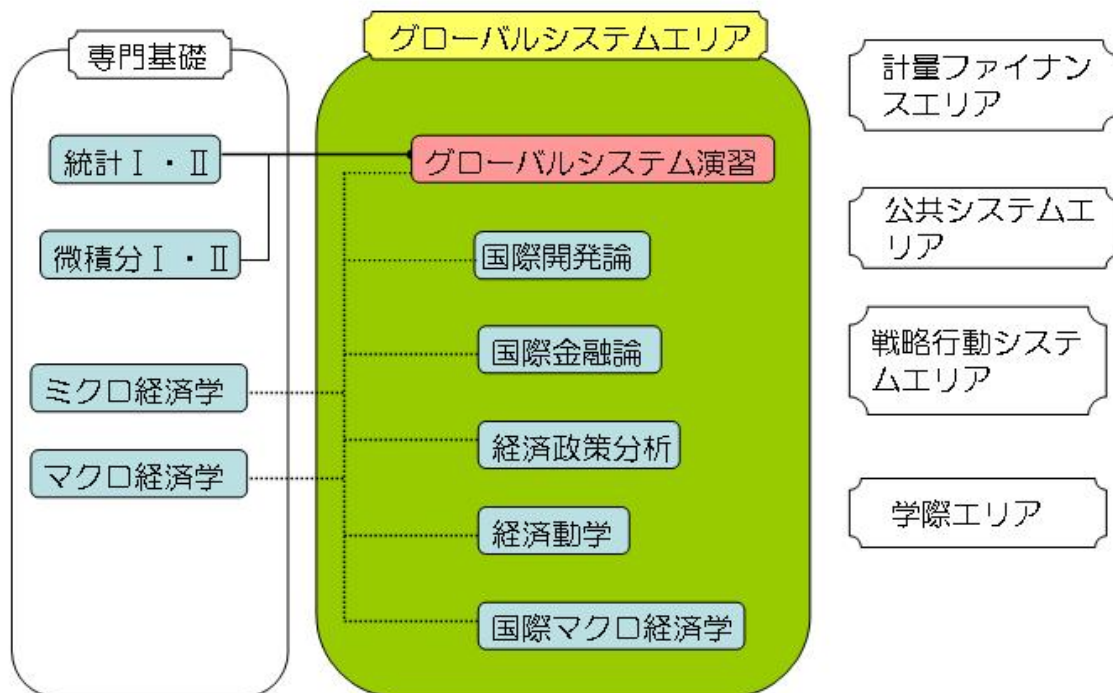 専門基礎
統計Ⅰ・Ⅱ
微積分Ⅰ・Ⅱ
ミクロ経済学
マクロ経済学
グローバルシステムエリア
グローバルシステム演習
国際開発論
国際金融論
経済政策分析
経済動学
国際マクロ経済学
計量ファイナン
スエリア
公共システムエ
リア
戦略行動システ
ムエリア
学際エリア